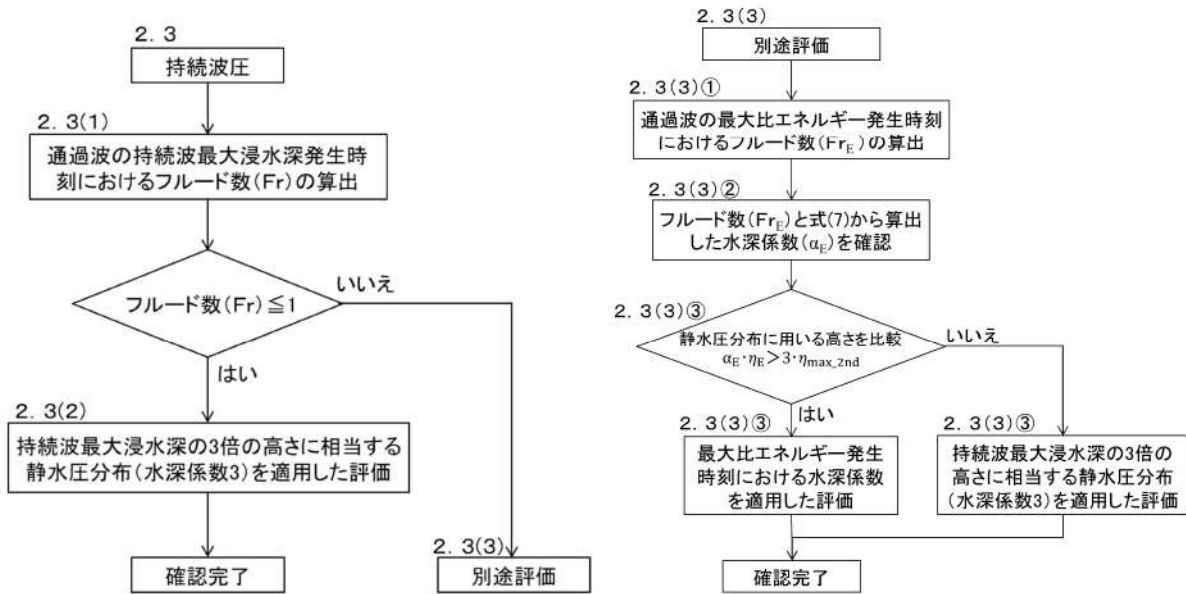 2. 3
持続波圧
2. 3(1)
通過波の持続波最大浸水深発生時
刻におけるフルード数(Fr)の算出
フルード数(Fr)≦1
いいえ
はい
2. 3(2)
持続波最大浸水深の3倍の高さに相当する
静水圧分布(水深係数3)を適用した評価
確認完了
2. 3(3)
別途評価
2. 3(3)
別途評価
2. 3(3)①
通過波の最大比エネルギー発生時刻
におけるフルード数(Fr_E)の算出
2. 3(3)②
フルード数(Fr_E)と式(7)から算出
した水深係数(α_E)を確認
2. 3(3)③
静水圧分布に用いる高さを比較
α_E·η_E>3·η_max_2nd
いいえ
はい
2. 3(3)③
最大比エネルギー発生
時刻における水深係数
を適用した評価
2. 3(3)③
持続波最大浸水深の3倍の
高さに相当する静水圧分布
(水深係数3)を適用した評価
確認完了